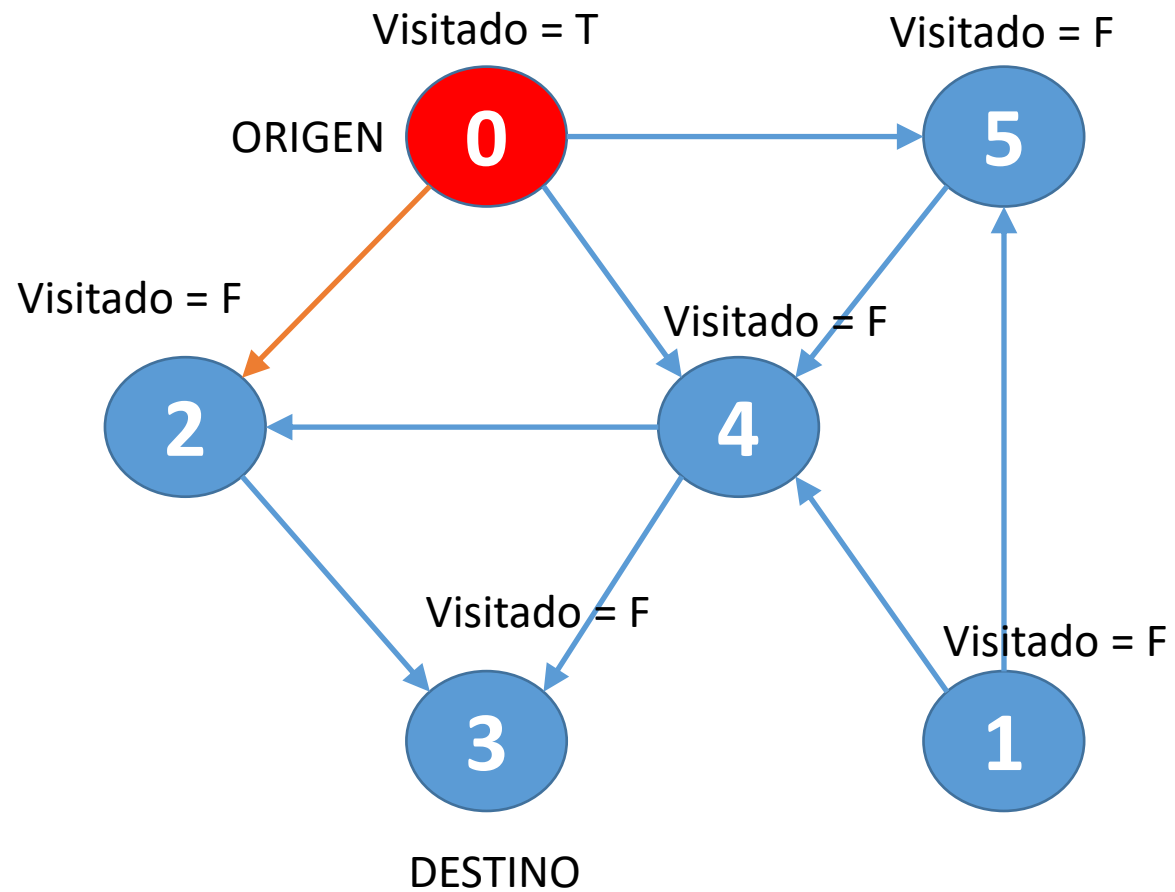 Visitado = T
Visitado = F
ORIGEN
0
5
Visitado = F
Visitado = F
2
4
Visitado = F
Visitado = F
3
1
DESTINO